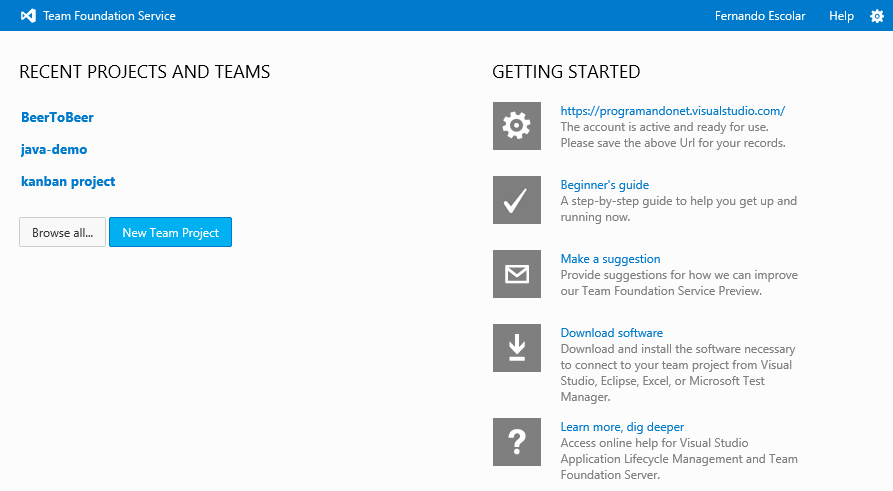 Team Foundation Service
Fernando Escolar
Help
RECENT PROJECTS AND TEAMS
BeerToBeer
java-demo
kanban project
Browse all...
New Team Project
GETTING STARTED
https://programandonet.visualstudio.com/
The account is active and ready for use.
Please save the above Url for your records.
Beginner's guide
A step-by-step guide to help you get up and
running now.
Make a suggestion
Provide suggestions for how we can improve
our Team Foundation Service Preview.
Download software
Download and install the software necessary
to connect to your team project from Visual
Studio, Eclipse, Excel, or Microsoft Test
Manager.
Learn more, dig deeper
Access online help for Visual Studio
Application Lifecycle Management and Team
Foundation Server.